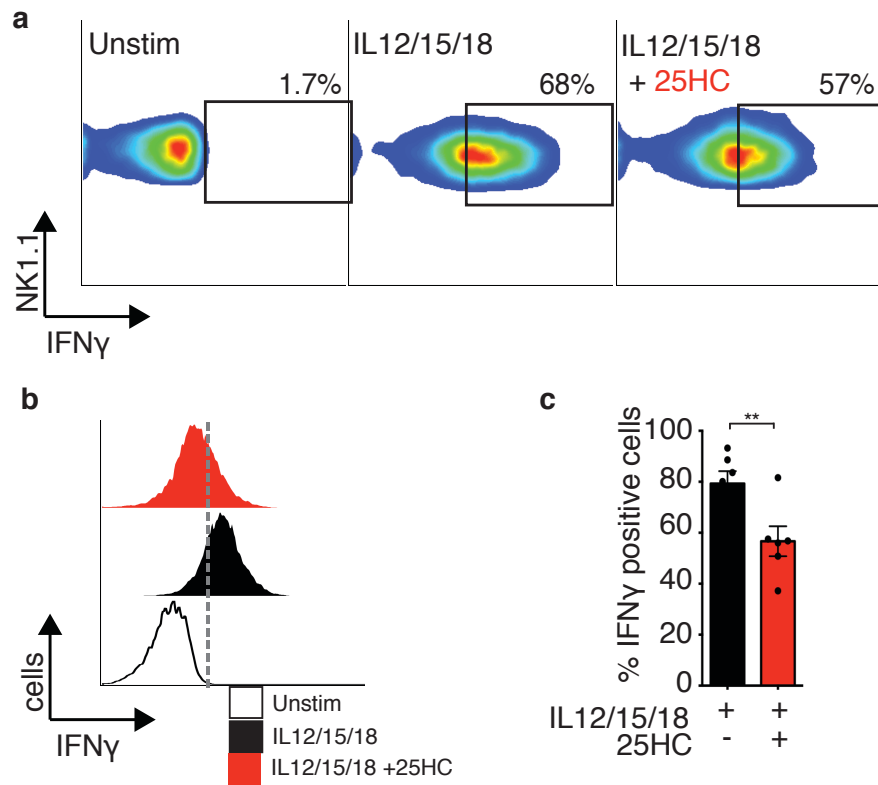 a
Unstim
1.7%
IL12/15/18
68%
IL12/15/18
+ 25HC
57%
NK1.1
IFNγ
b
cells
IFNγ
Unstim
IL12/15/18
IL12/15/18 +25HC
c
**
% IFNγ positive cells
100
80
60
40
20
0
IL12/15/18 + +
25HC - +